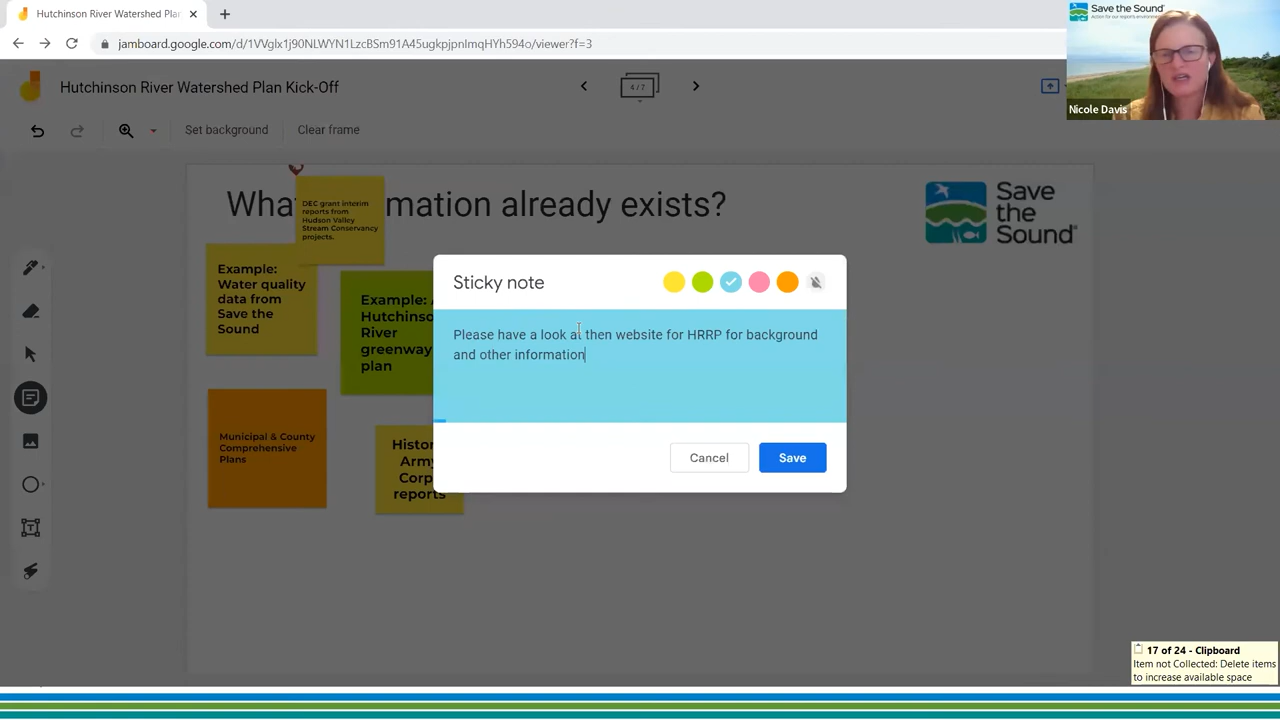 Hutchinson River Watershed Pla
jamboard.google.com/d/1VVglx1j90NLWYN1LzcBSm91A45ugkpjpnImqHYh594o/viewer?f=3
Save the Sound
Nicole Davis
Hutchinson River Watershed Plan Kick-Off
4 / 7
Set background
Clear frame
What mation already exists?
DEC grant interim
reports from
Hudson Valley
Stream Conservancy
projects.
Save
the
Sound
Example:
Water quality
data from
Save the
Sound
Example: A
Hutchinson
River
greenway
plan
Sticky note
Please have a look at then website for HRRP for background
and other information
Cancel
Save
Municipal & County
Comprehensive
Plans
Histor
Army
Corp
reports
17 of 24 - Clipboard
Item not Collected: Delete items
to increase available space